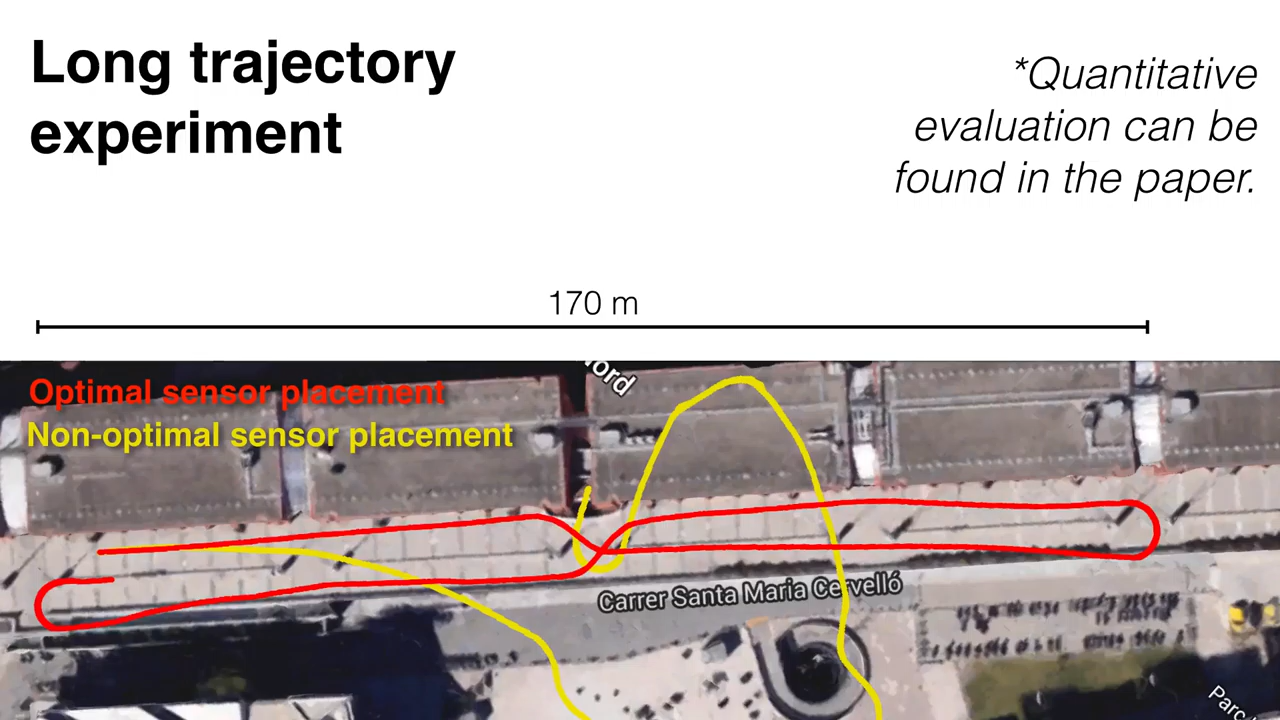 Long trajectory
experiment
*Quantitative
evaluation can be
found in the paper.
170 m
Optimal sensor placement
Non-optimal sensor placement
Carrer Santa Maria Cervelló